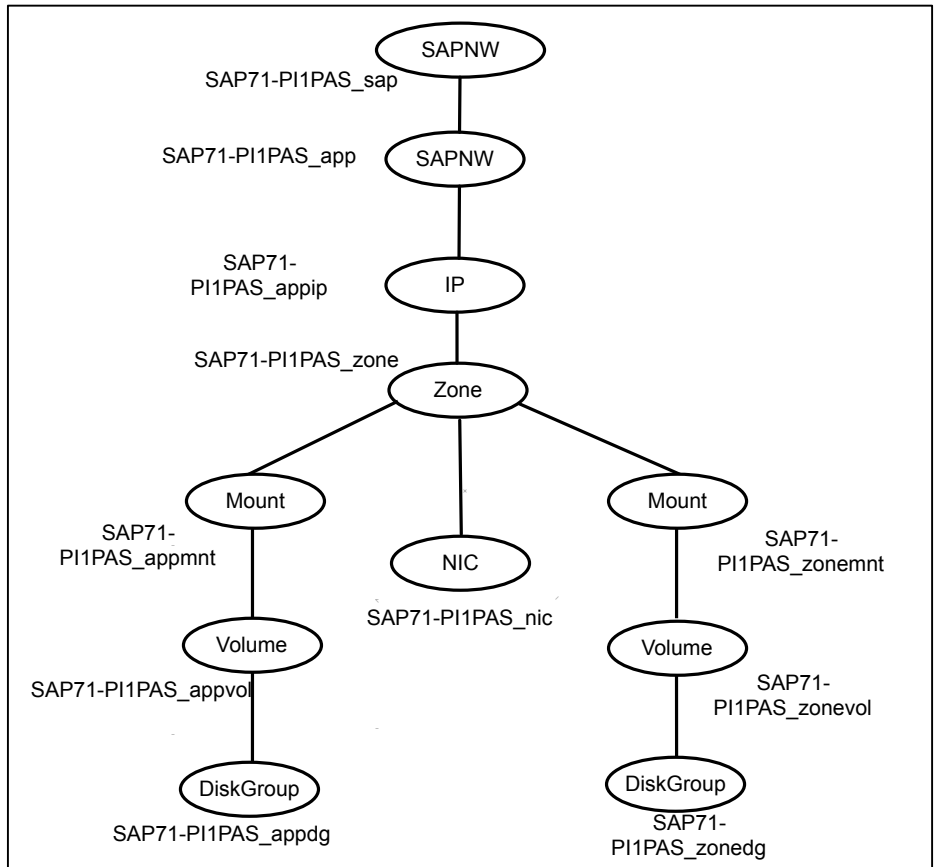 SAPNW
SAP71-PI1PAS_sap
SAPNW
SAP71-PI1PAS_app
SAP71-
PI1PAS_appip
IP
SAP71-PI1PAS_zone
Zone
Mount
SAP71-
PI1PAS_appmnt
Mount
SAP71-
PI1PAS_zonemnt
NIC
SAP71-PI1PAS_nic
Volume
SAP71-PI1PAS_appvol
Volume
SAP71-
PI1PAS_zonevol
DiskGroup
SAP71-PI1PAS_appdg
DiskGroup
SAP71-
PI1PAS_zonedg